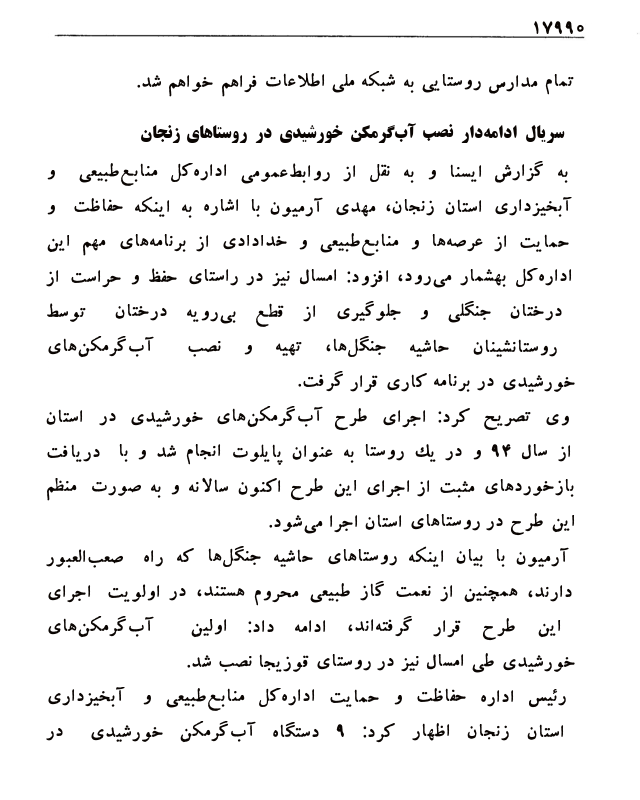 ۱۷۹۹۰
تمام مدارس روستایی به شبکه ملی اطلاعات فراهم خواهم شد.
سریال ادامه‌دار نصب آب‌گرمکن خورشیدی در روستاهای زنجان
به گزارش ایسنا و به نقل از روابط‌عمومی اداره‌کل منابع‌طبیعی و
آبخیزداری استان زنجان، مهدی آرمیون با اشاره به اینکه حفاظت و
حمایت از عرصه‌ها و منابع‌طبیعی و خدادادی از برنامه‌های مهم این
اداره‌کل بهشمار می‌رود، افزود: امسال نیز در راستای حفظ و حراست از
درختان جنگلی و جلوگیری از قطع بی‌رویه درختان توسط
روستانشینان حاشیه جنگل‌ها، تهیه و نصب آب‌گرمکن‌های
خورشیدی در برنامه کاری قرار گرفت.
وی تصریح کرد: اجرای طرح آب‌گرمکن‌های خورشیدی در استان
از سال ۹۴ و در یك روستا به عنوان پایلوت انجام شد و با دریافت
بازخوردهای مثبت از اجرای این طرح اکنون سالانه و به صورت منظم
این طرح در روستاهای استان اجرا می‌شود.
آرمیون با بیان اینکه روستاهای حاشیه جنگل‌ها که راه صعب‌العبور
دارند، همچنین از نعمت گاز طبیعی محروم هستند، در اولویت اجرای
این طرح قرار گرفته‌اند، ادامه داد: اولین آب‌گرمکن‌های
خورشیدی طی امسال نیز در روستای قوزیجا نصب شد.
رئیس اداره حفاظت و حمایت اداره‌کل منابع‌طبیعی و آبخیزداری
استان زنجان اظهار کرد: ۹ دستگاه آب‌گرمکن خورشیدی در